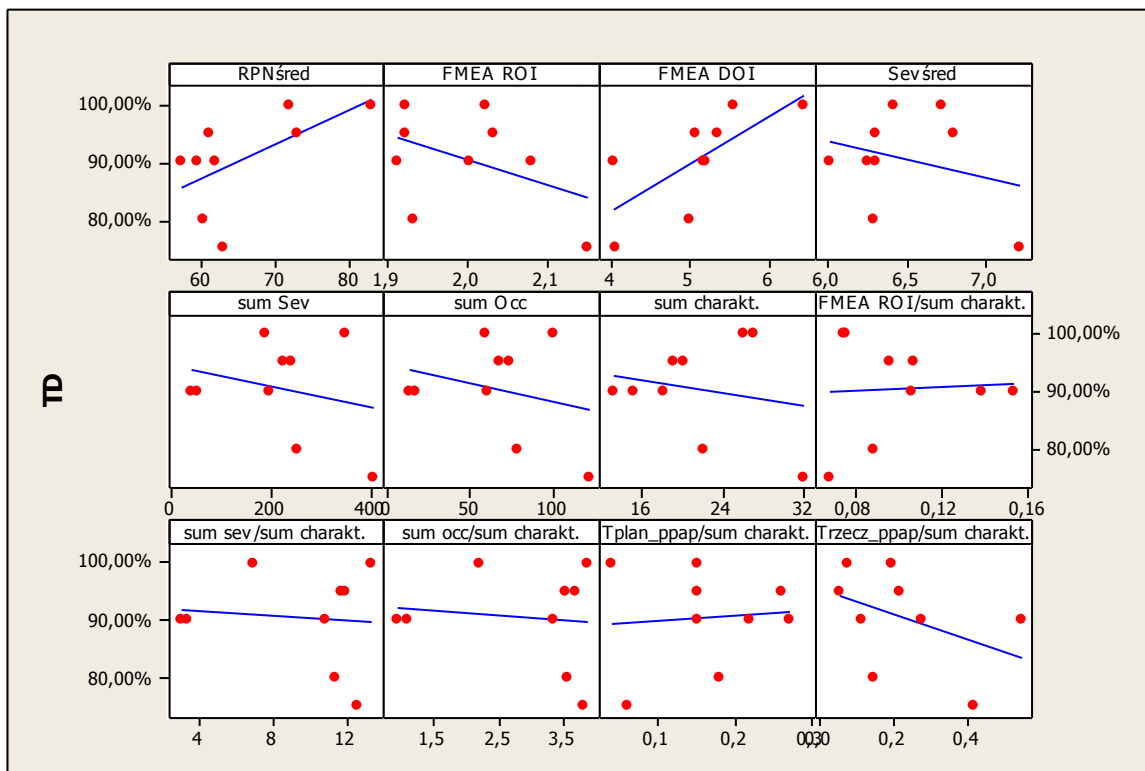 RPNśred FMEA ROI FMEA DOI Sevśred
100,00%
90,00%
80,00%
60 70 80 1,9 2,0 2,1 4 5 6 6,0 6,5 7,0
sum Sev sum Occ sum charakt. FMEA ROI/sum charakt.
100,00%
90,00%
80,00%
TD
0 200 400 0 50 100 16 24 32 0,08 0,12 0,16
sum sev/sum charakt. sum occ/sum charakt. Tplan_ppap/sum charakt. Trzecz_ppap/sum charakt.
100,00%
90,00%
80,00%
4 8 12 1,5 2,5 3,5 0,1 0,2 0,3 0,0 0,2 0,4